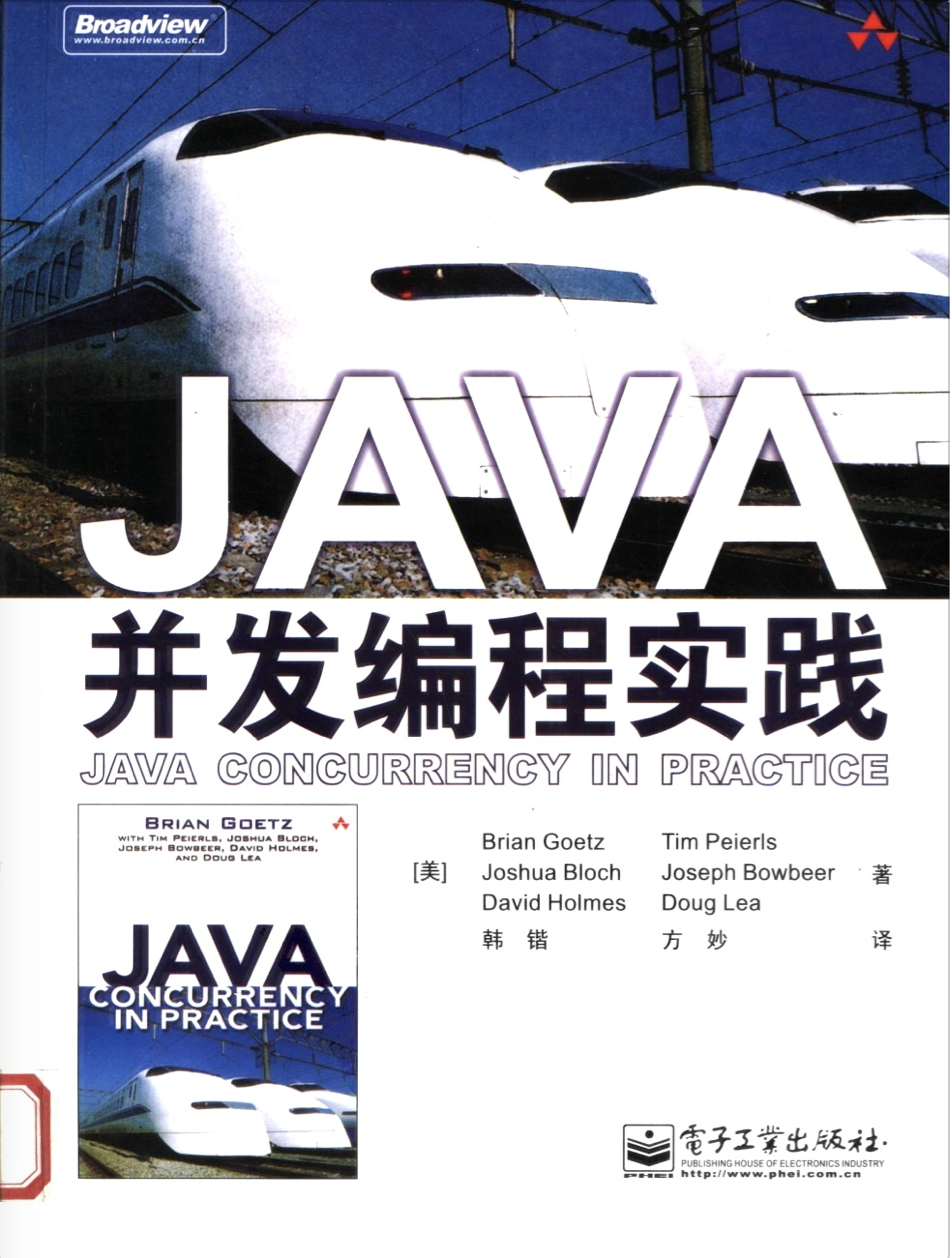 Broadview
www.broadview.com.cn
JAVA
并发编程实践
JAVA CONCURRENCY IN PRACTICE
BRIAN GOETZ
WITH TIM PEIERLS, JOSHUA BLOCH,
JOSEPH BOWBEER, DAVID HOLMES,
AND DOUG LEA
JAVA
CONCURRENCY
IN PRACTICE
Brian Goetz Tim Peierls
[美] Joshua Bloch Joseph Bowbeer 著
David Holmes Doug Lea
韩 锴 方 妙 译
PHEI
電子工業出版社
PUBLISHING HOUSE OF ELECTRONICS INDUSTRY
http://www.phei.com.cn